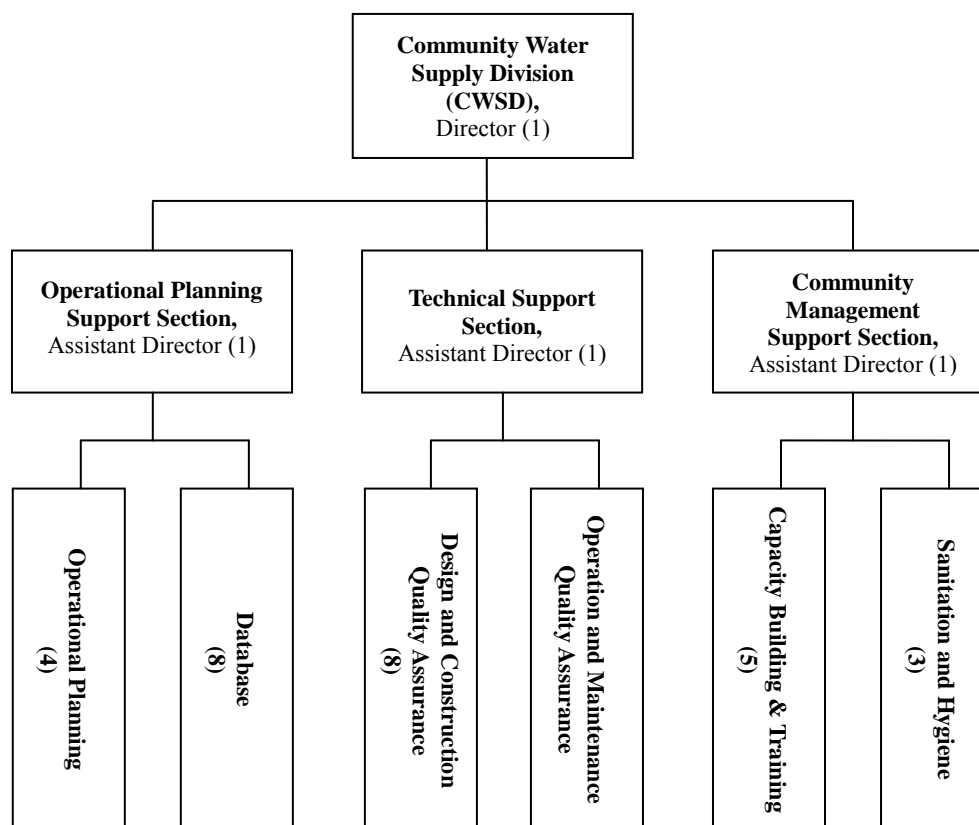 Community Water
Supply Division
(CWSD),
Director (1)
Operational Planning
Support Section,
Assistant Director (1)
Technical Support
Section,
Assistant Director (1)
Community
Management
Support Section,
Assistant Director (1)
Operational Planning
(4)
Database
(8)
Design and Construction
Quality Assurance
(8)
Operation and Maintenance
Quality Assurance
Capacity Building & Training
(5)
Sanitation and Hygiene
(3)